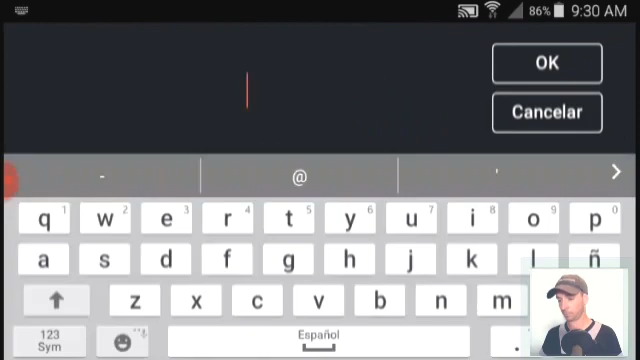 86% 9:30 AM
OK
Cancelar
- @ '
q 1 w 2 e 3 r 4 t 5 y 6 u 7 i 8 o 9 p 0
a s d f g h j k l ñ
z x c v b n m
123
Sym
Español
.